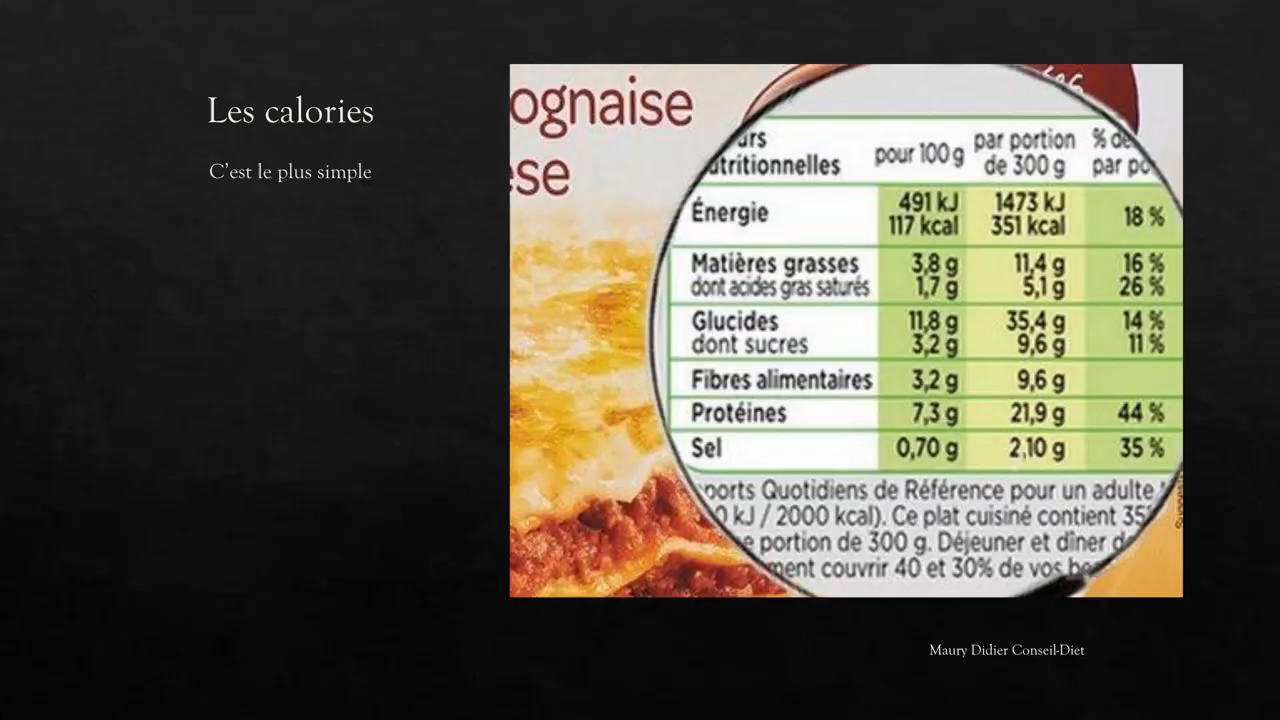 Les calories
C’est le plus simple
ognaise
se
pour 100 g
par portion
de 300 g
Énergie
491 kJ 1473 kJ
117 kcal 351 kcal
18 %
Matières grasses 3,8 g 11,4 g 16 %
dont acides gras saturés 1,7 g 5,1 g 26 %
Glucides 11,8 g 35,4 g 14 %
dont sucres 3,2 g 9,6 g 11 %
Fibres alimentaires 3,2 g 9,6 g
Protéines 7,3 g 21,9 g 44 %
Sel 0,70 g 2,10 g 35 %
ports Quotidiens de Référence pour un adulte
0 kJ / 2000 kcal). Ce plat cuisiné contient 35
e portion de 300 g. Déjeuner et dîner
ment couvrir 40 et 30% de vos
Maury Didier Conseil-Diet